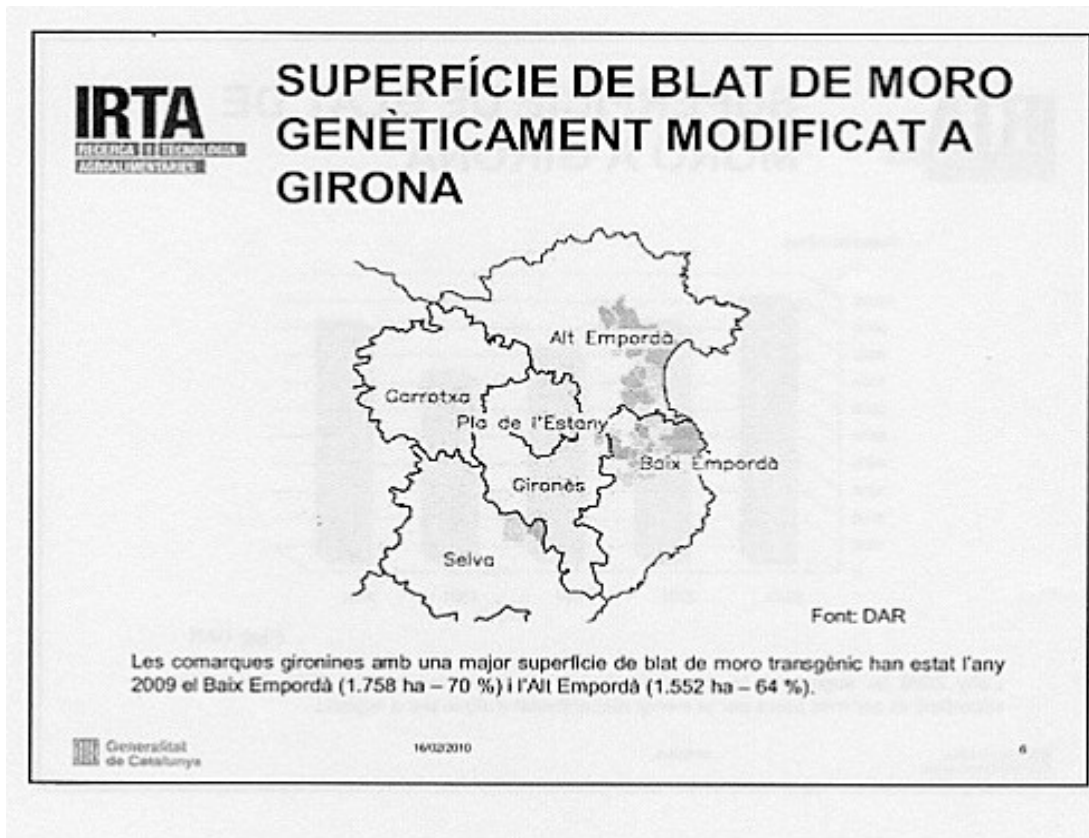 IRTA
RECERCA I TECNOLOGIA
AGROALIMENTÀRIES
SUPERFÍCIE DE BLAT DE MORO
GENÈTICAMENT MODIFICAT A
GIRONA
Alt Empordà
Garrotxa
Pla de l'Estany
Baix Empordà
Gironès
Selva
Font: DAR
Les comarques gironines amb una major superfície de blat de moro transgènic han estat l'any
2009 el Baix Empordà (1.758 ha – 70 %) i l'Alt Empordà (1.552 ha – 64 %).
Generalitat
de Catalunya
16/02/2010
6